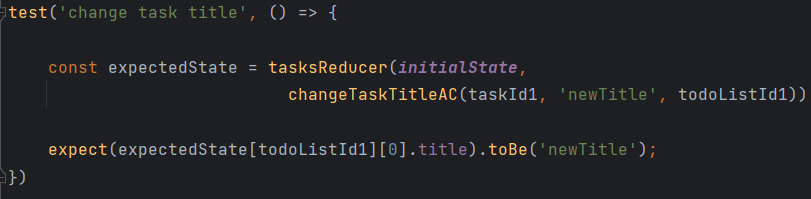 test('change task title', () => {
const expectedState = tasksReducer(initialState,
changeTaskTitleAC(taskId1, 'newTitle', todoListId1))
expect(expectedState[todoListId1][0].title).toBe('newTitle');
})